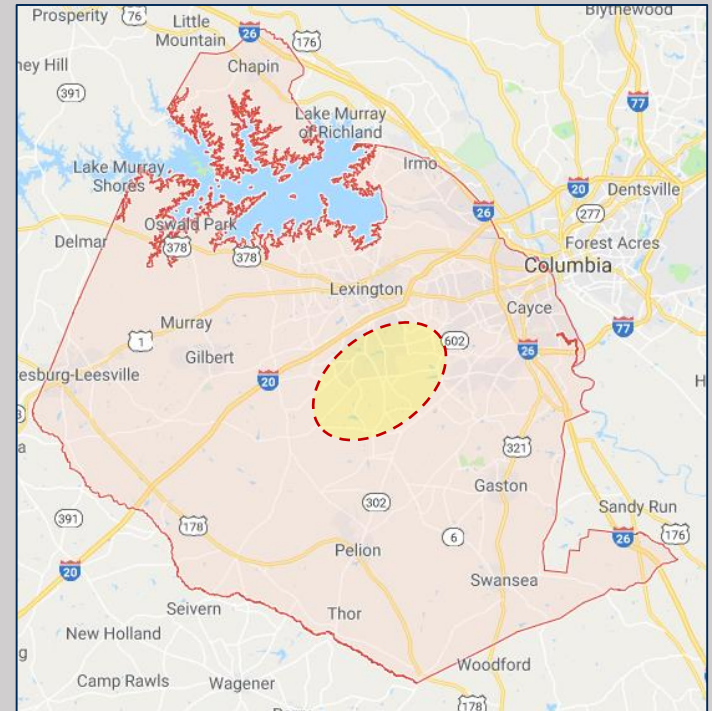 Prosperity
76
Little
Mountain
26
176
Blythewood
ney Hill
Chapin
391
77
Lake Murray
of Richland
Irmo
Lake Murray
Shores
20
Dentsville
26
277
Oswald Park
Delmar
378
378
Forest Acres
Columbia
Lexington
Cayce
Murray
1
602
77
Gilbert
26
tesburg-Leesville
20
H
3
a
321
Gaston
302
Sandy Run
391
178
6
26
176
Pelion
20
Swansea
Seivern
Thor
New Holland
g
Woodford
Camp Rawls
Wagener
178